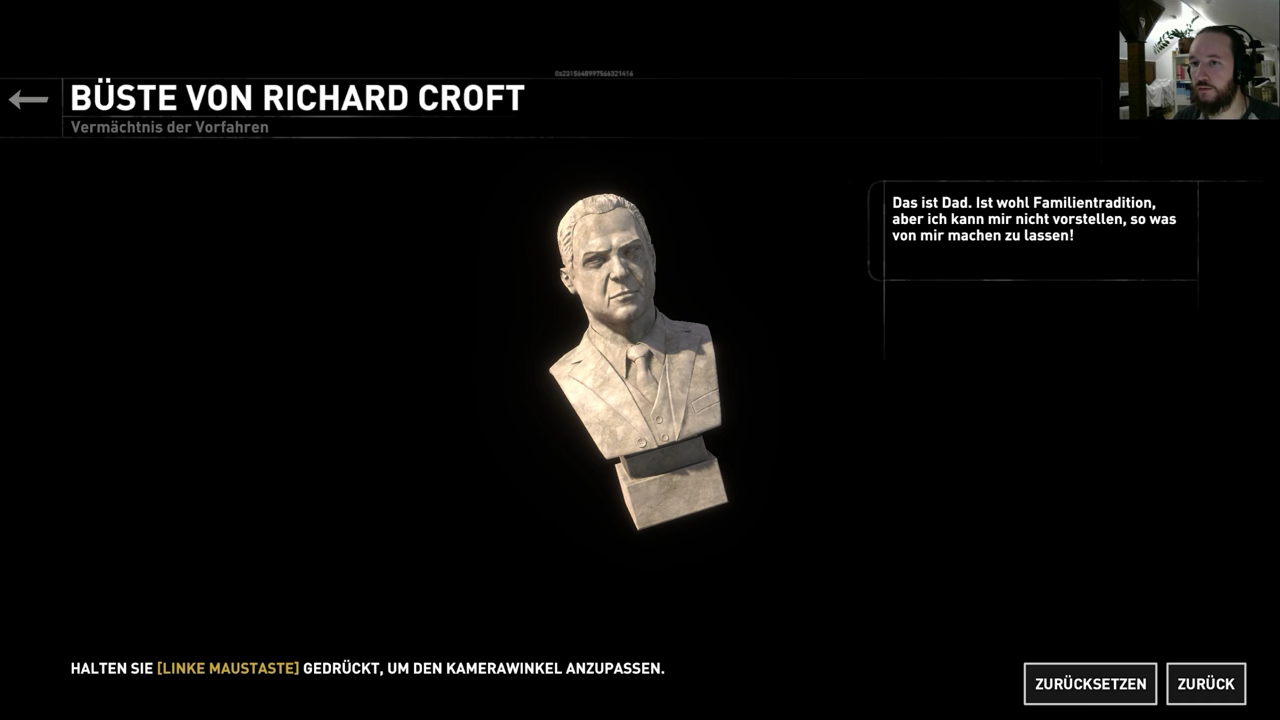 0x2315648997566321416
BÜSTE VON RICHARD CROFT
Vermächtnis der Vorfahren
Das ist Dad. Ist wohl Familientradition,
aber ich kann mir nicht vorstellen, so was
von mir machen zu lassen!
HALTEN SIE [LINKE MAUSTASTE] GEDRÜCKT, UM DEN KAMERAWINKEL ANZUPASSEN.
ZURÜCKSETZEN
ZURÜCK